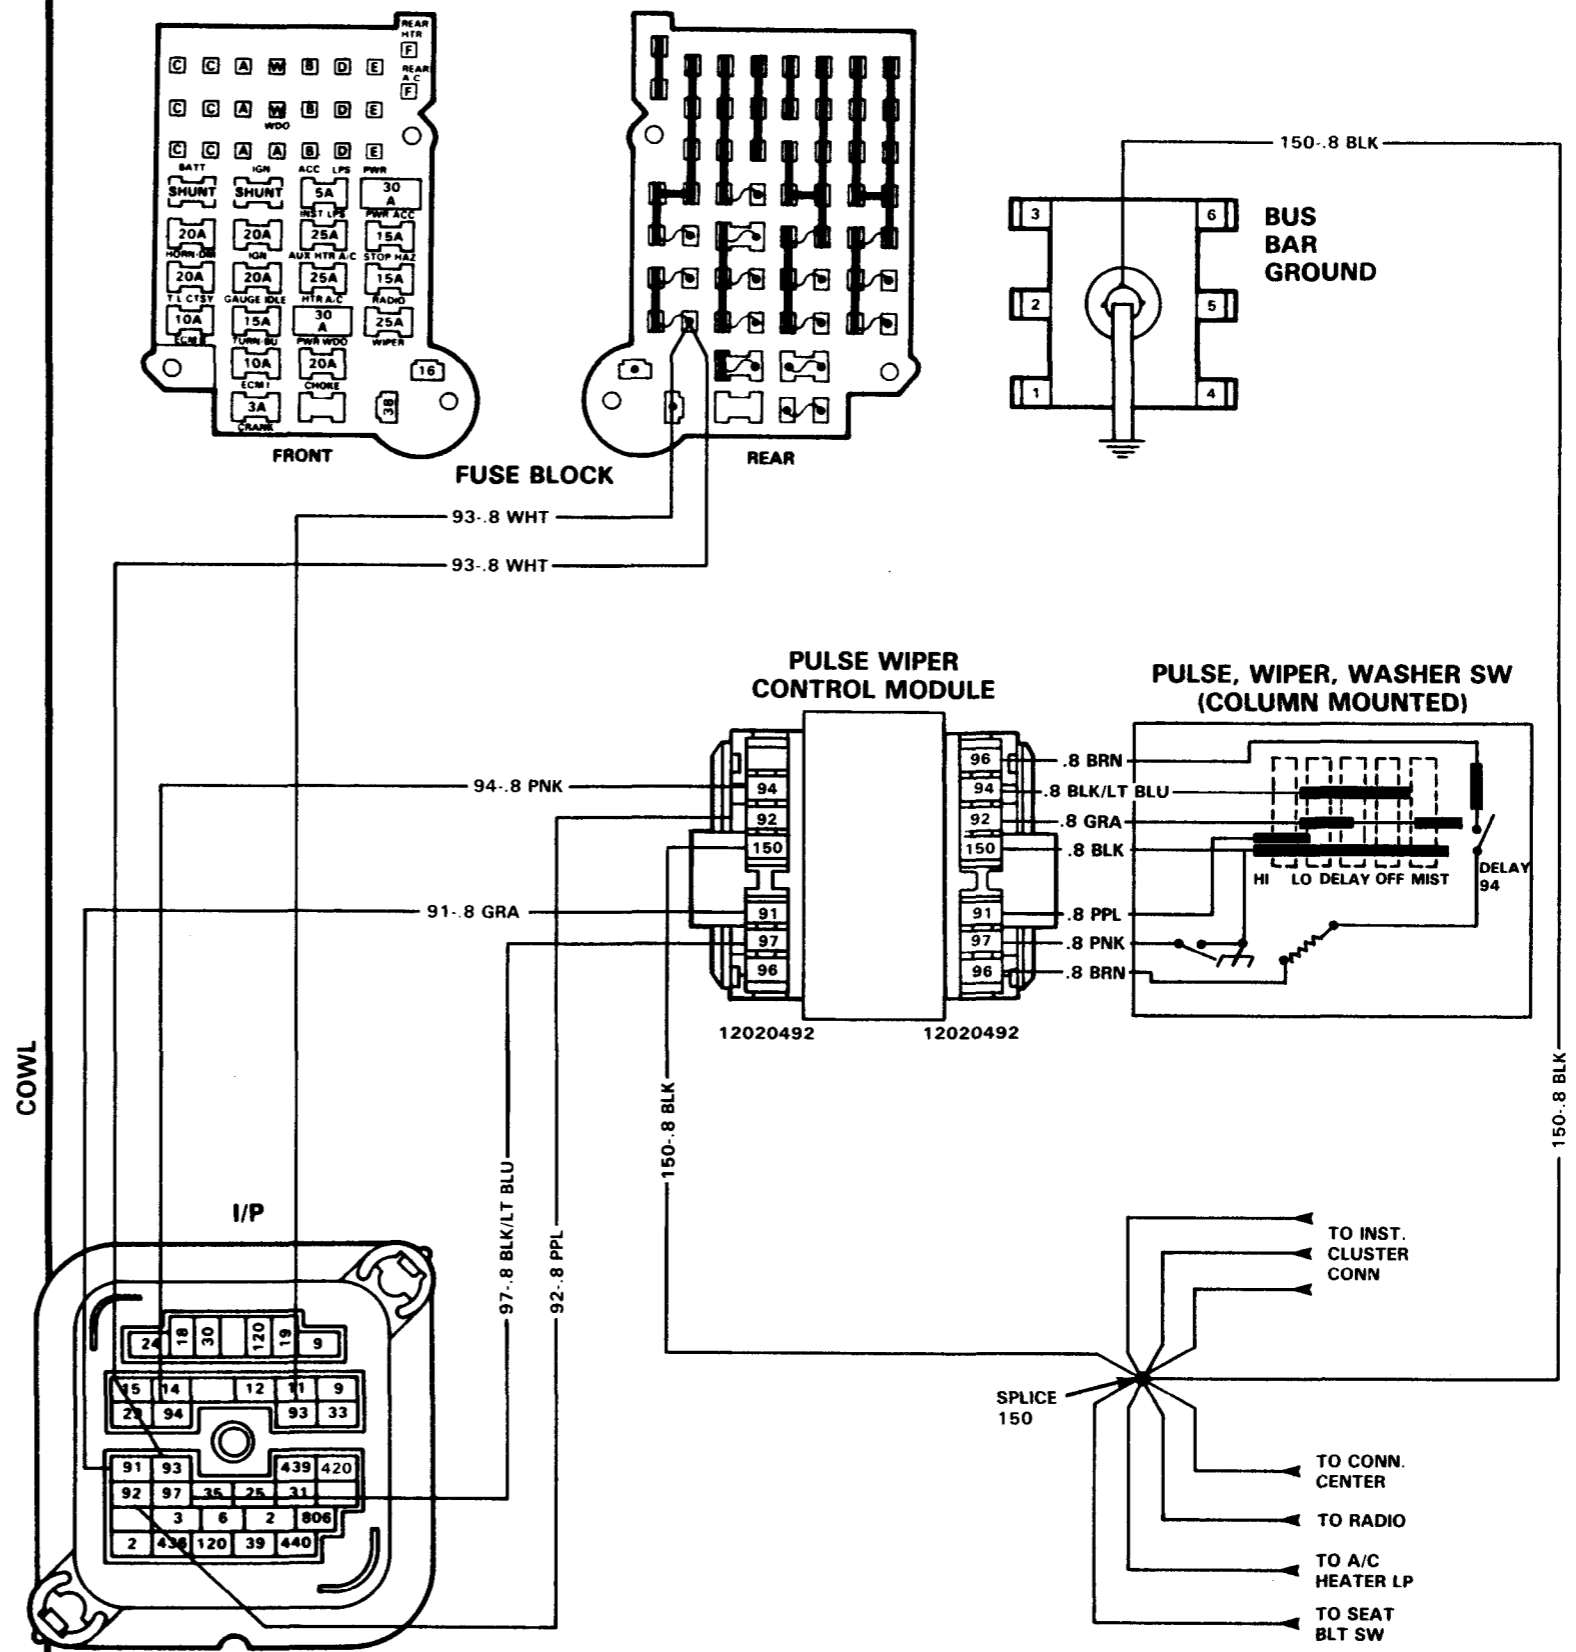 REAR
HTR
F
C C A W B D E
REAR
A C
F
C C A W B D E
WDO
C C A A B D E
BATT IGN ACC LPS PWR
SHUNT SHUNT 5A 30 A
INST LPS PWR ACC
20A 20A 25A 15A
HORN-DM IGN AUX HTR A/C STOP HAZ
20A 20A 25A 15A
T L CTSY GAUGE IDLE HTR A/C RADIO
10A 15A 30 A 25A
ECM B TURN-BU PWR WDO WIPER
10A 20A 16
ECM I CHOKE
3A 38
CRANK
FRONT
FUSE BLOCK
REAR
150-.8 BLK
3 6
2 5
1 4
BUS
BAR
GROUND
93-.8 WHT
93-.8 WHT
PULSE WIPER
CONTROL MODULE
PULSE, WIPER, WASHER SW
(COLUMN MOUNTED)
96 .8 BRN
94-.8 PNK 94 94 .8 BLK/LT BLU
92 92 .8 GRA
150 150 .8 BLK
HI LO DELAY OFF MIST
DELAY
94
91-.8 GRA 91 91 .8 PPL
97 97 .8 PNK
96 96 .8 BRN
12020492 12020492
COWL
150-.8 BLK
150-.8 BLK
97-.8 BLK/LT BLU
92-.8 PPL
I/P
24 18 30 120 19 9
15 14 12 11 9
29 94 93 33
91 93 439 420
92 97 35 25 31
3 6 2 806
2 436 120 39 440
TO INST.
CLUSTER
CONN
SPLICE
150
TO CONN.
CENTER
TO RADIO
TO A/C
HEATER LP
TO SEAT
BLT SW